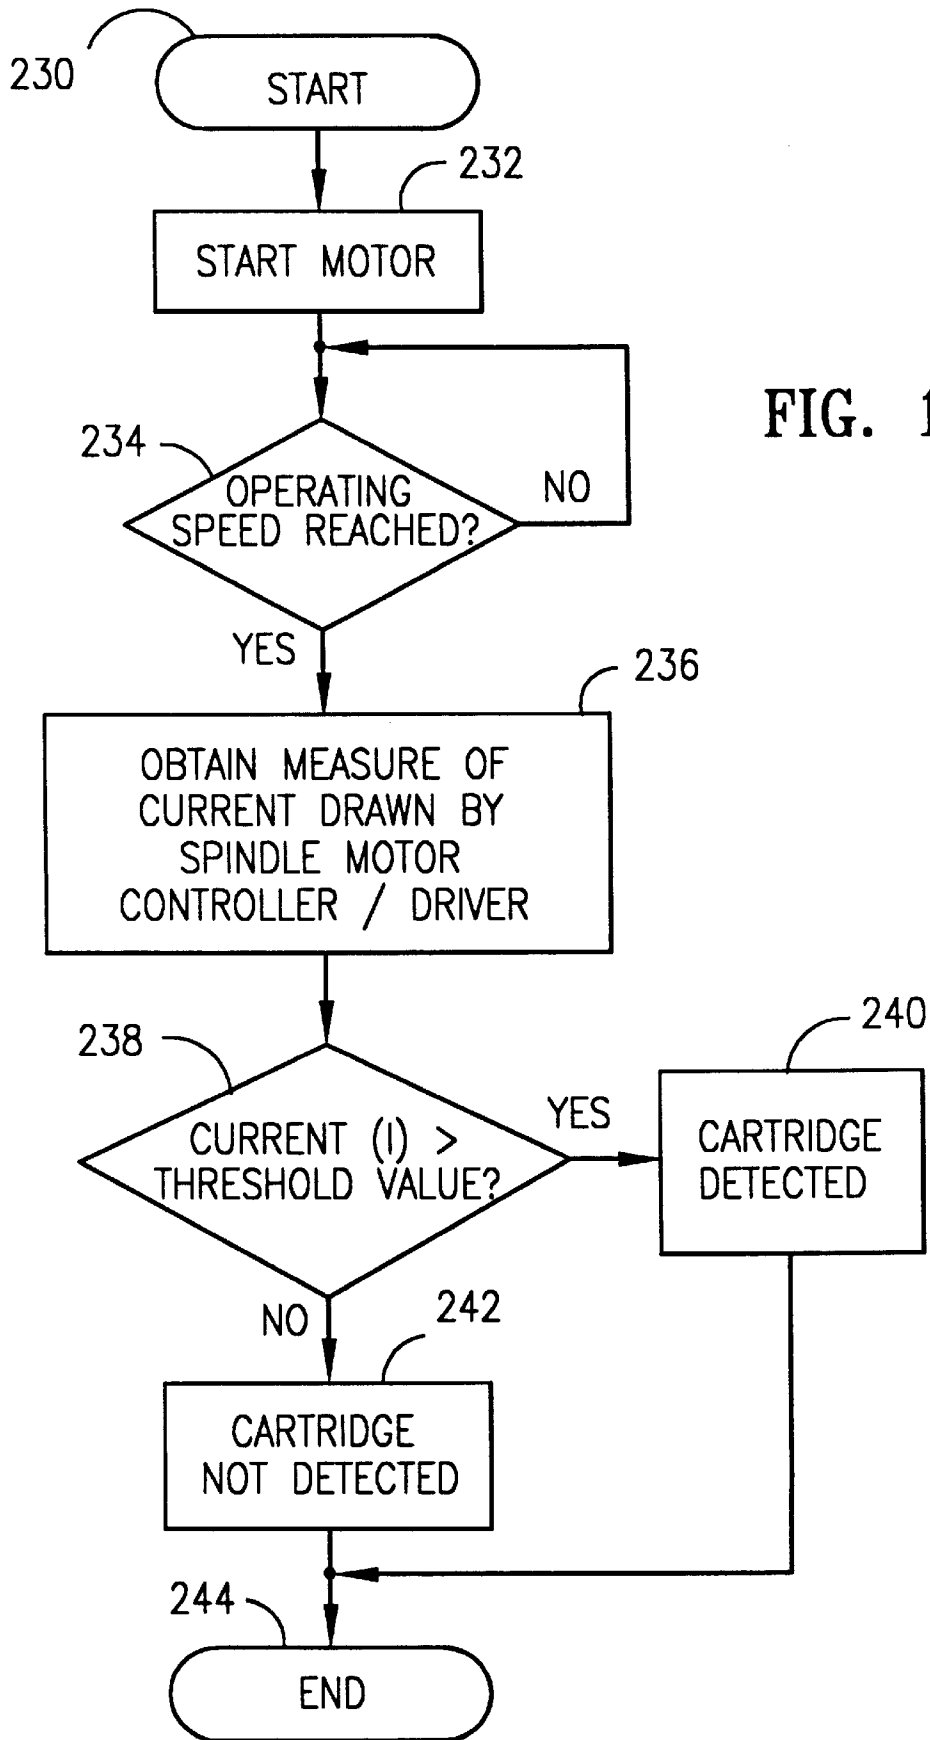 230
START
232
START MOTOR
FIG. 1
234
OPERATING
SPEED REACHED?
NO
YES
236
OBTAIN MEASURE OF
CURRENT DRAWN BY
SPINDLE MOTOR
CONTROLLER / DRIVER
238
CURRENT (I) >
THRESHOLD VALUE?
YES
240
CARTRIDGE
DETECTED
NO
242
CARTRIDGE
NOT DETECTED
244
END